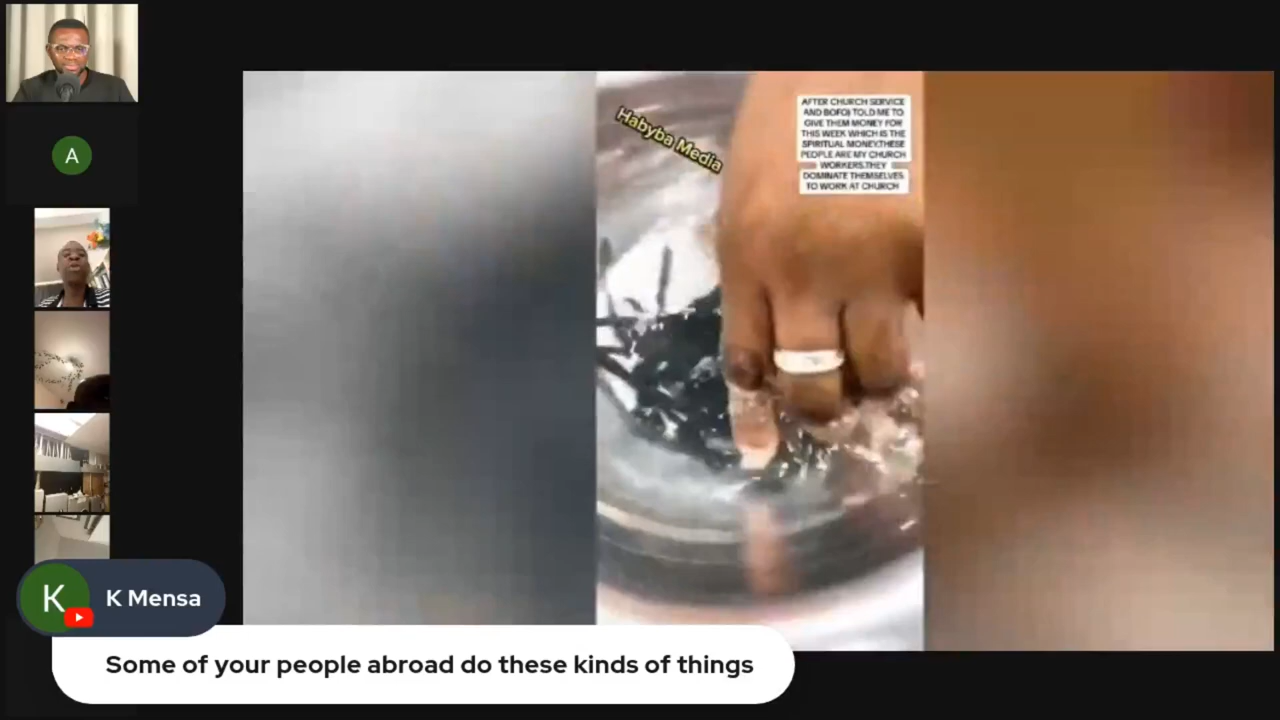 A
Habyba Media
AFTER CHURCH SERVICE
AND BOFO) TOLD ME TO
GIVE THEM MONEY FOR
THIS WEEK WHICH IS THE
SPIRITUAL MONEY.THESE
PEOPLE ARE MY CHURCH
WORKERS.THEY
DOMINATE THEMSELVES
TO WORK AT CHURCH
K
K Mensa
Some of your people abroad do these kinds of things